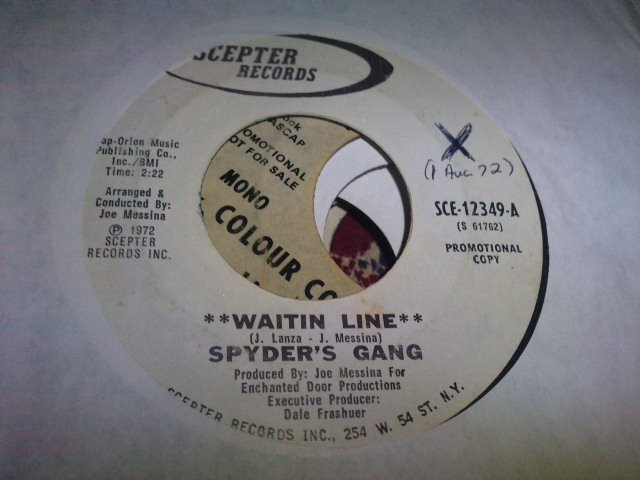 SCEPTER
RECORDS
ap-Orion Music
Publishing Co.,
Inc./BMI
Time: 2:22
Arranged &
Conducted By:
Joe Messina
Ⓟ 1972
SCEPTER
RECORDS INC.
ock
ASCAP
OMOTIONAL
OT FOR SALE
MONO
COLOUR CO
X
(1 Aug 72)
SCE-12349-A
(S 61762)
PROMOTIONAL
COPY
**WAITIN LINE**
(J. Lanza - J. Messina)
SPYDER'S GANG
Produced By: Joe Messina For
Enchanted Door Productions
Executive Producer:
Dale Frashuer
SCEPTER RECORDS INC., 254 W. 54 ST. N.Y.